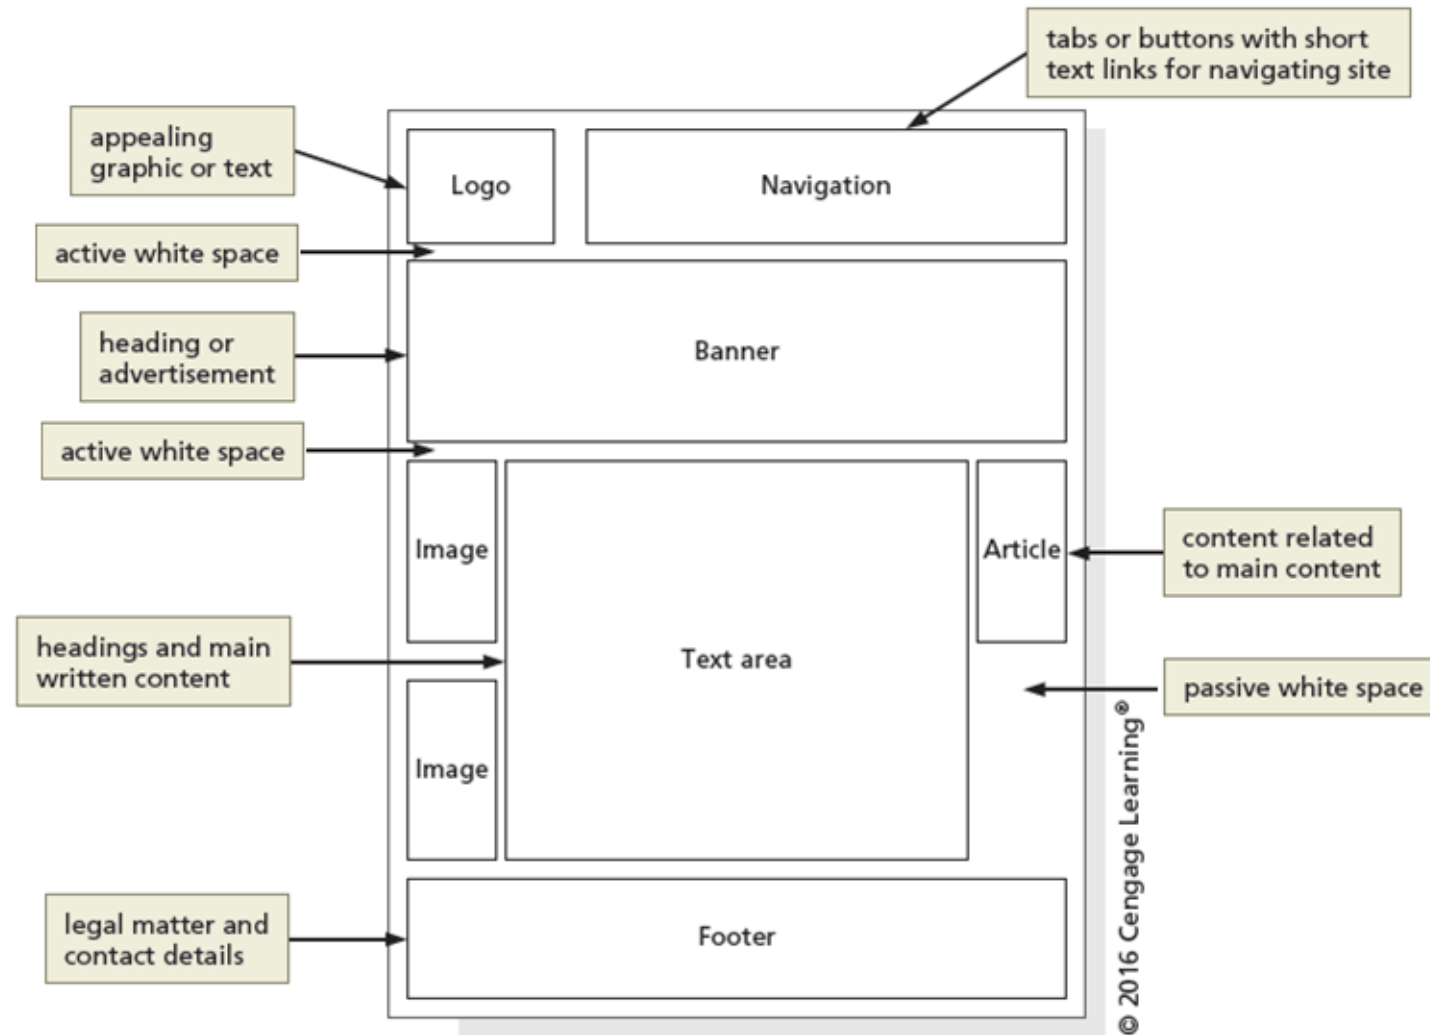 tabs or buttons with short
text links for navigating site
appealing
graphic or text
Logo
Navigation
active white space
heading or
advertisement
Banner
active white space
Image
Article
content related
to main content
headings and main
written content
Text area
passive white space
Image
legal matter and
contact details
Footer
© 2016 Cengage Learning®